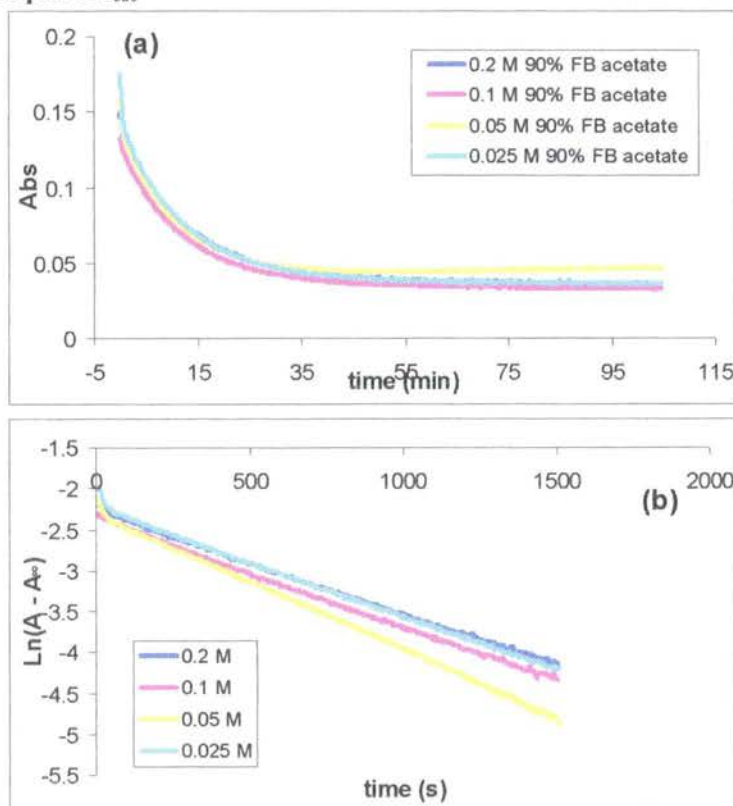 0.2
(a)
0.2 M 90% FB acetate
0.1 M 90% FB acetate
0.05 M 90% FB acetate
0.025 M 90% FB acetate
0.15
Abs
0.1
0.05
0
-5 15 35 55 75 95 115
time (min)
-1.5
0 500 1000 1500 2000
-2
(b)
-2.5
-3
Ln(A - A∞)
-3.5
-4
0.2 M
0.1 M
0.05 M
0.025 M
-4.5
-5
-5.5
time (s)